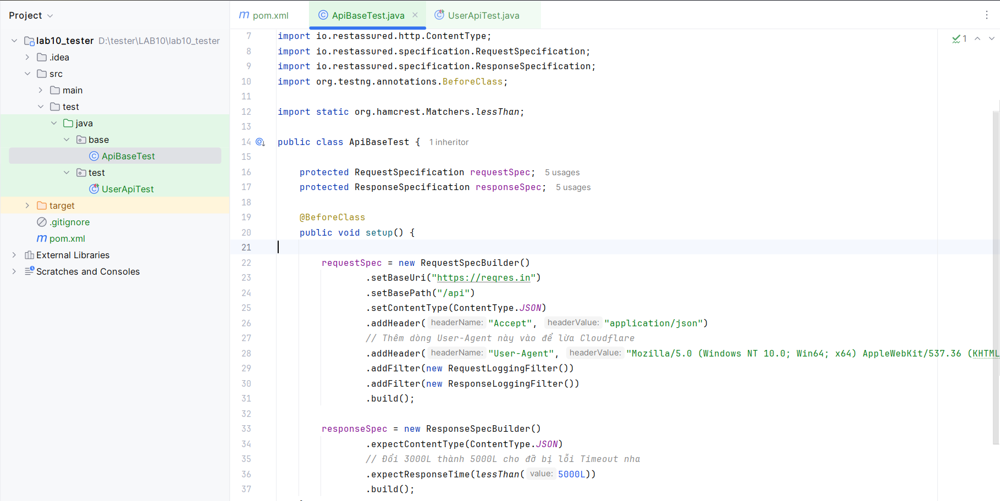 Project
pom.xml
ApiBaseTest.java
UserApiTest.java
lab10_tester D:\tester\LAB10\lab10_tester
.idea
src
main
test
java
base
ApiBaseTest
test
UserApiTest
target
.gitignore
pom.xml
External Libraries
Scratches and Consoles
1
7 import io.restassured.http.ContentType;
8 import io.restassured.specification.RequestSpecification;
9 import io.restassured.specification.ResponseSpecification;
10 import org.testng.annotations.BeforeClass;
11
12 import static org.hamcrest.Matchers.lessThan;
13
14 public class ApiBaseTest { 1 inheritor
15
16 protected RequestSpecification requestSpec; 5 usages
17 protected ResponseSpecification responseSpec; 5 usages
18
19 @BeforeClass
20 public void setup() {
21
22 requestSpec = new RequestSpecBuilder()
23 .setBaseUri("https://reqres.in")
24 .setBasePath("/api")
25 .setContentType(ContentType.JSON)
26 .addHeader( headerName: "Accept", headerValue: "application/json")
27 // Thêm dòng User-Agent này vào để lừa Cloudflare
28 .addHeader( headerName: "User-Agent", headerValue: "Mozilla/5.0 (Windows NT 10.0; Win64; x64) AppleWebKit/537.36 (KHTML
29 .addFilter(new RequestLoggingFilter())
30 .addFilter(new ResponseLoggingFilter())
31 .build();
32
33 responseSpec = new ResponseSpecBuilder()
34 .expectContentType(ContentType.JSON)
35 // Đổi 3000L thành 5000L cho đỡ bị lỗi Timeout nha
36 .expectResponseTime(lessThan( value: 5000L))
37 .build();